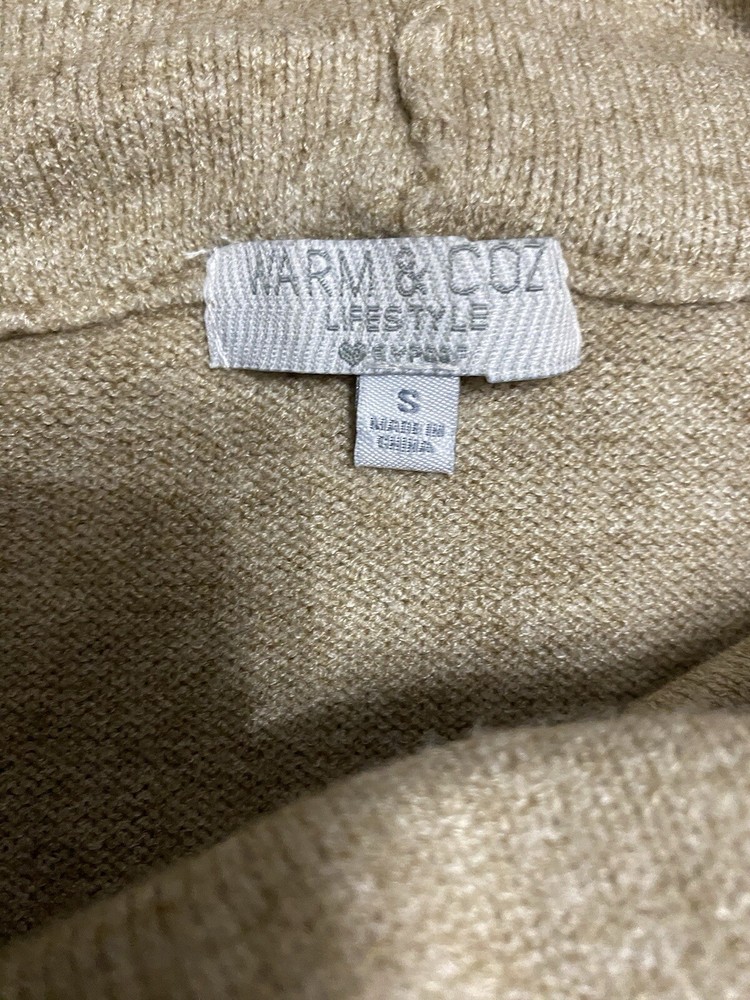 WARM & COZ
LIFESTYLE
S
MADE IN
CHINA